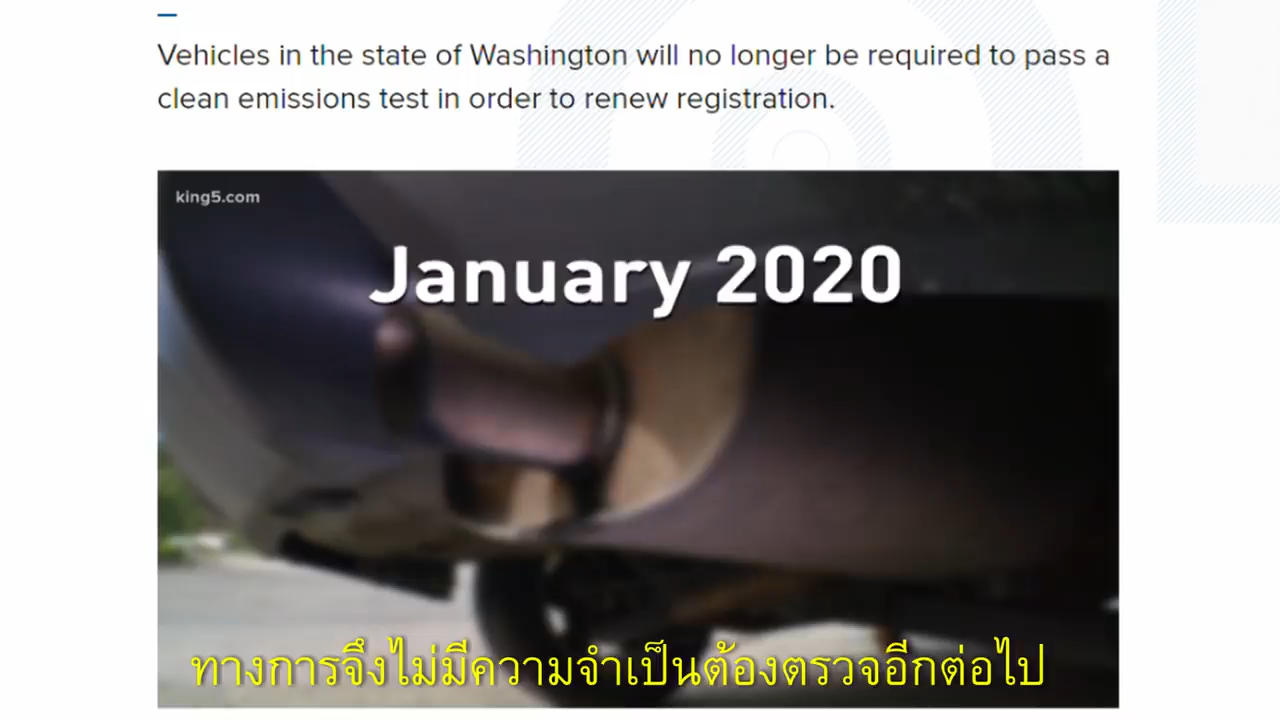 Vehicles in the state of Washington will no longer be required to pass a
clean emissions test in order to renew registration.
king5.com
January 2020
ทางการจึงไม่มีความจำเป็นต้องตรวจอีกต่อไป